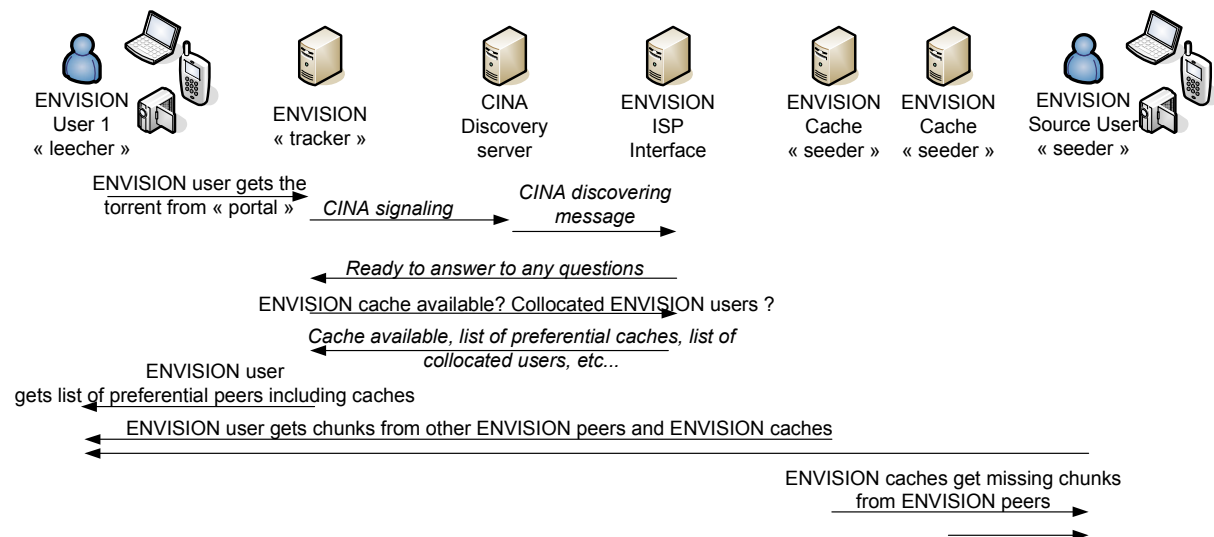 ENVISION
User 1
« leecher »
ENVISION
« tracker »
CINA
Discovery
server
ENVISION
ISP
Interface
ENVISION
Cache
« seeder »
ENVISION
Cache
« seeder »
ENVISION
Source User
« seeder »
ENVISION user gets the
torrent from « portal »
CINA signaling
CINA discovering
message
Ready to answer to any questions
ENVISION cache available? Collocated ENVISION users ?
Cache available, list of preferential caches, list of
collocated users, etc...
ENVISION user
gets list of preferential peers including caches
ENVISION user gets chunks from other ENVISION peers and ENVISION caches
ENVISION caches get missing chunks
from ENVISION peers